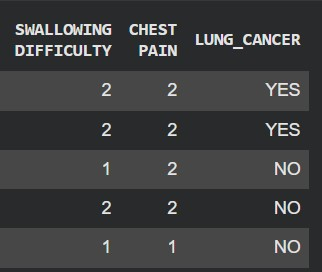 SWALLOWING DIFFICULTY CHEST PAIN LUNG_CANCER
2 2 YES
2 2 YES
1 2 NO
2 2 NO
1 1 NO